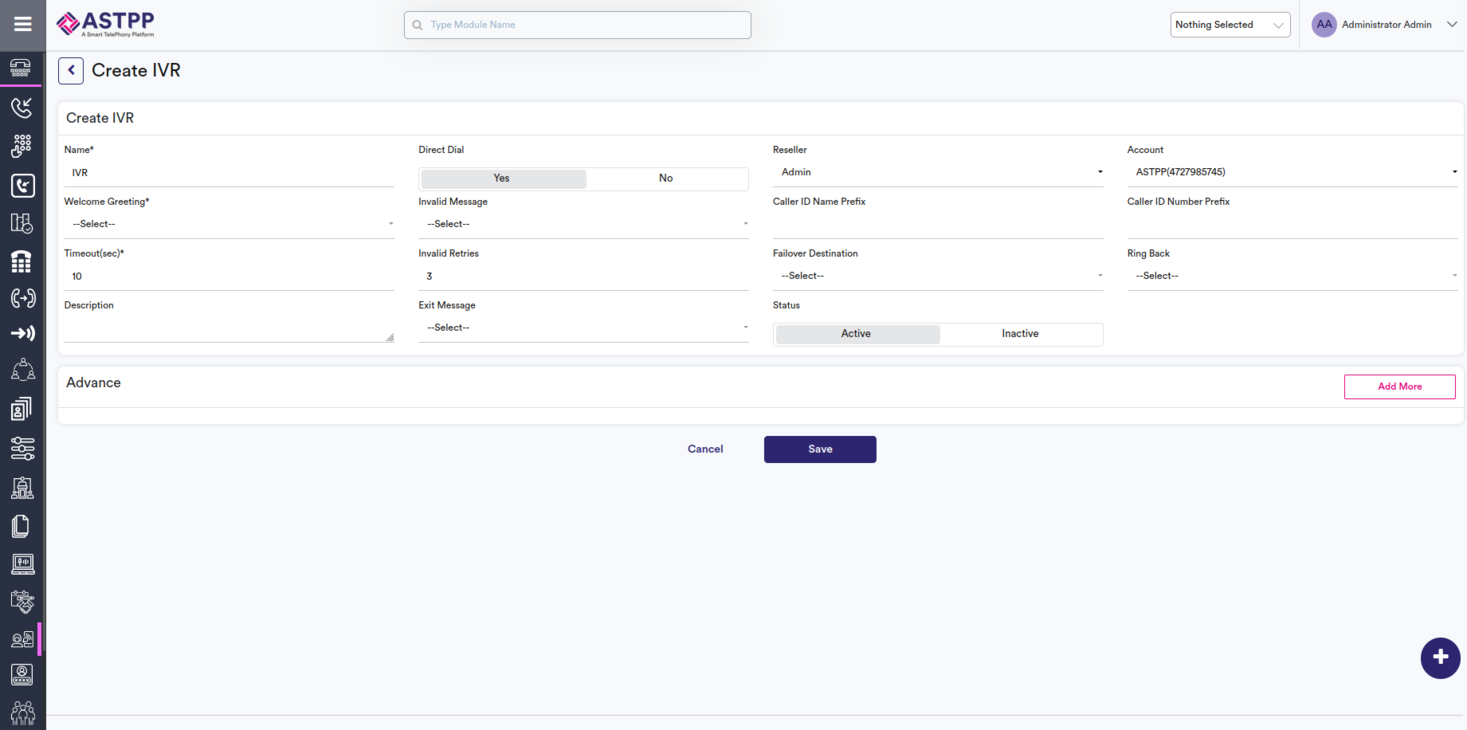 ASTPP
A Smart TelePhony Platform
Type Module Name
Nothing Selected
AA
Administrator Admin
Create IVR
Create IVR
Name*
Direct Dial
Reseller
Account
IVR
Yes
No
Admin
ASTPP(4727985745)
Welcome Greeting*
Invalid Message
Caller ID Name Prefix
Caller ID Number Prefix
--Select--
--Select--
Timeout(sec)*
Invalid Retries
Failover Destination
Ring Back
10
3
--Select--
--Select--
Description
Exit Message
Status
--Select--
Active
Inactive
Advance
Add More
Cancel
Save